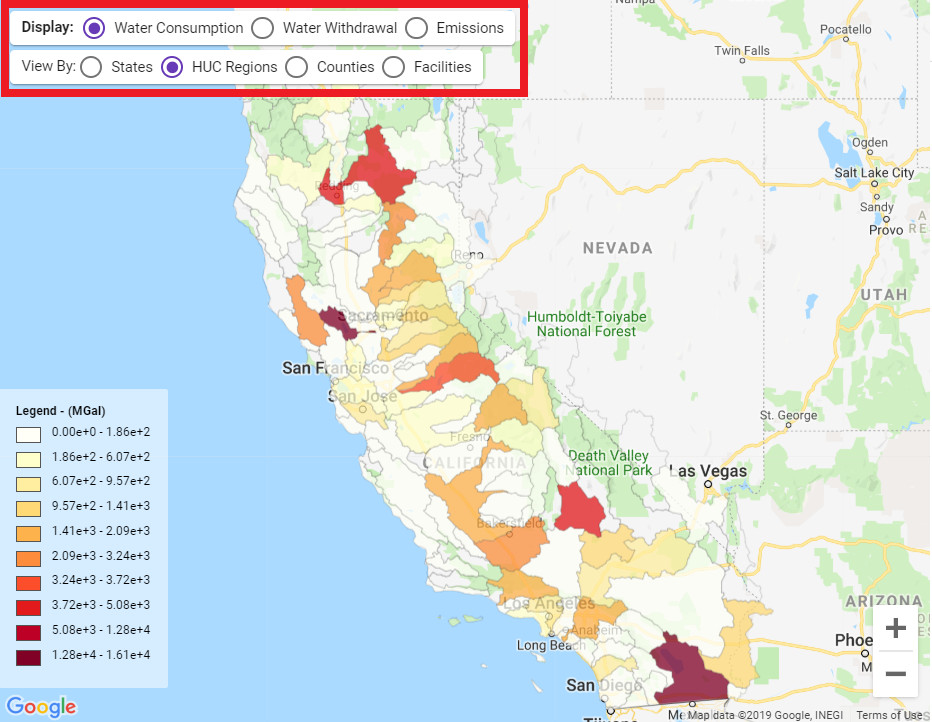 Nampa
Display: Water Consumption Water Withdrawal Emissions
View By: States HUC Regions Counties Facilities
Pocatello
Twin Falls
Ogden
Salt Lake City
Sandy
Provo
Redding
NEVADA
Reno
UTAH
Sacramento
Humboldt-Toiyabe
National Forest
San Francisco
San Jose
St. George
Fresno
CALIFORNIA
Death Valley
National Park
Las Vegas
Bakersfield
Los Angeles
Anaheim
Long Beach
ARIZONA
Phoe
San Diego
Tijuana
Legend - (MGal)
0.00e+0 - 1.86e+2
1.86e+2 - 6.07e+2
6.07e+2 - 9.57e+2
9.57e+2 - 1.41e+3
1.41e+3 - 2.09e+3
2.09e+3 - 3.24e+3
3.24e+3 - 3.72e+3
3.72e+3 - 5.08e+3
5.08e+3 - 1.28e+4
1.28e+4 - 1.61e+4
+
−
Google
Map data ©2019 Google, INEGI Terms of Use